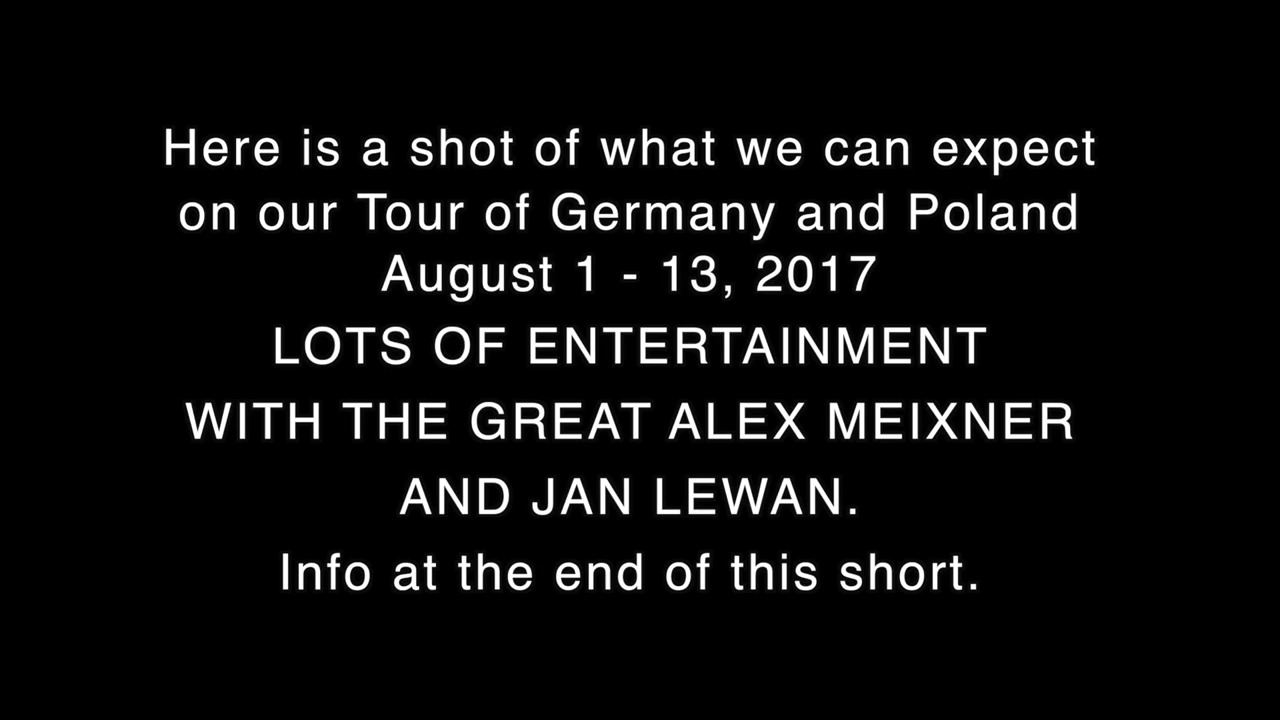 Here is a shot of what we can expect
on our Tour of Germany and Poland
August 1 - 13, 2017
LOTS OF ENTERTAINMENT
WITH THE GREAT ALEX MEIXNER
AND JAN LEWAN.
Info at the end of this short.